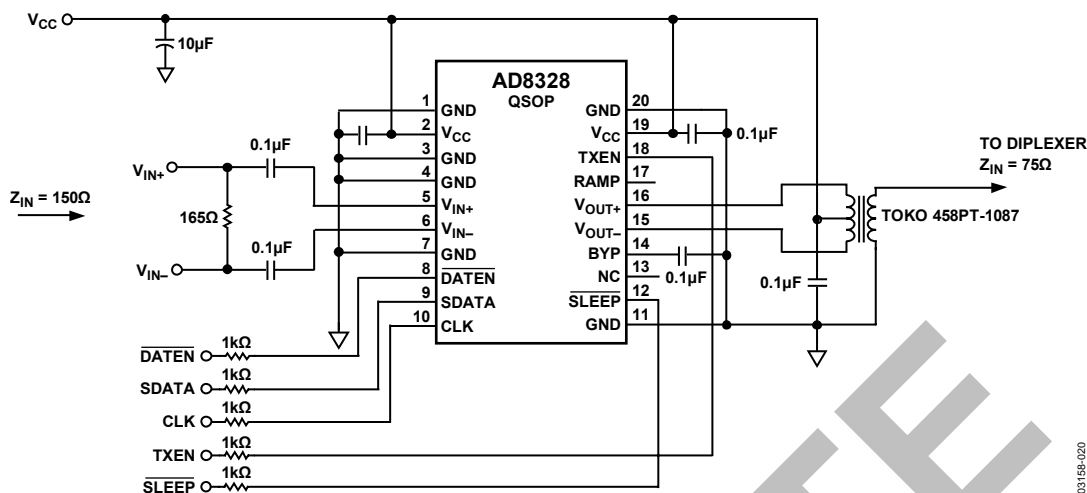 VCC
10µF
AD8328
QSOP
1 GND
2 VCC
3 GND
4 GND
5 VIN+
6 VIN–
7 GND
8 DATEN
9 SDATA
10 CLK
GND 20
VCC 19
TXEN 18
RAMP 17
VOUT+ 16
VOUT– 15
BYP 14
NC 13
SLEEP 12
GND 11
0.1µF
VIN+
ZIN = 150Ω
165Ω
0.1µF
VIN–
0.1µF
0.1µF
TO DIPLEXER
ZIN = 75Ω
TOKO 458PT-1087
0.1µF
DATEN 1kΩ
SDATA 1kΩ
CLK 1kΩ
TXEN 1kΩ
SLEEP 1kΩ
03158-020